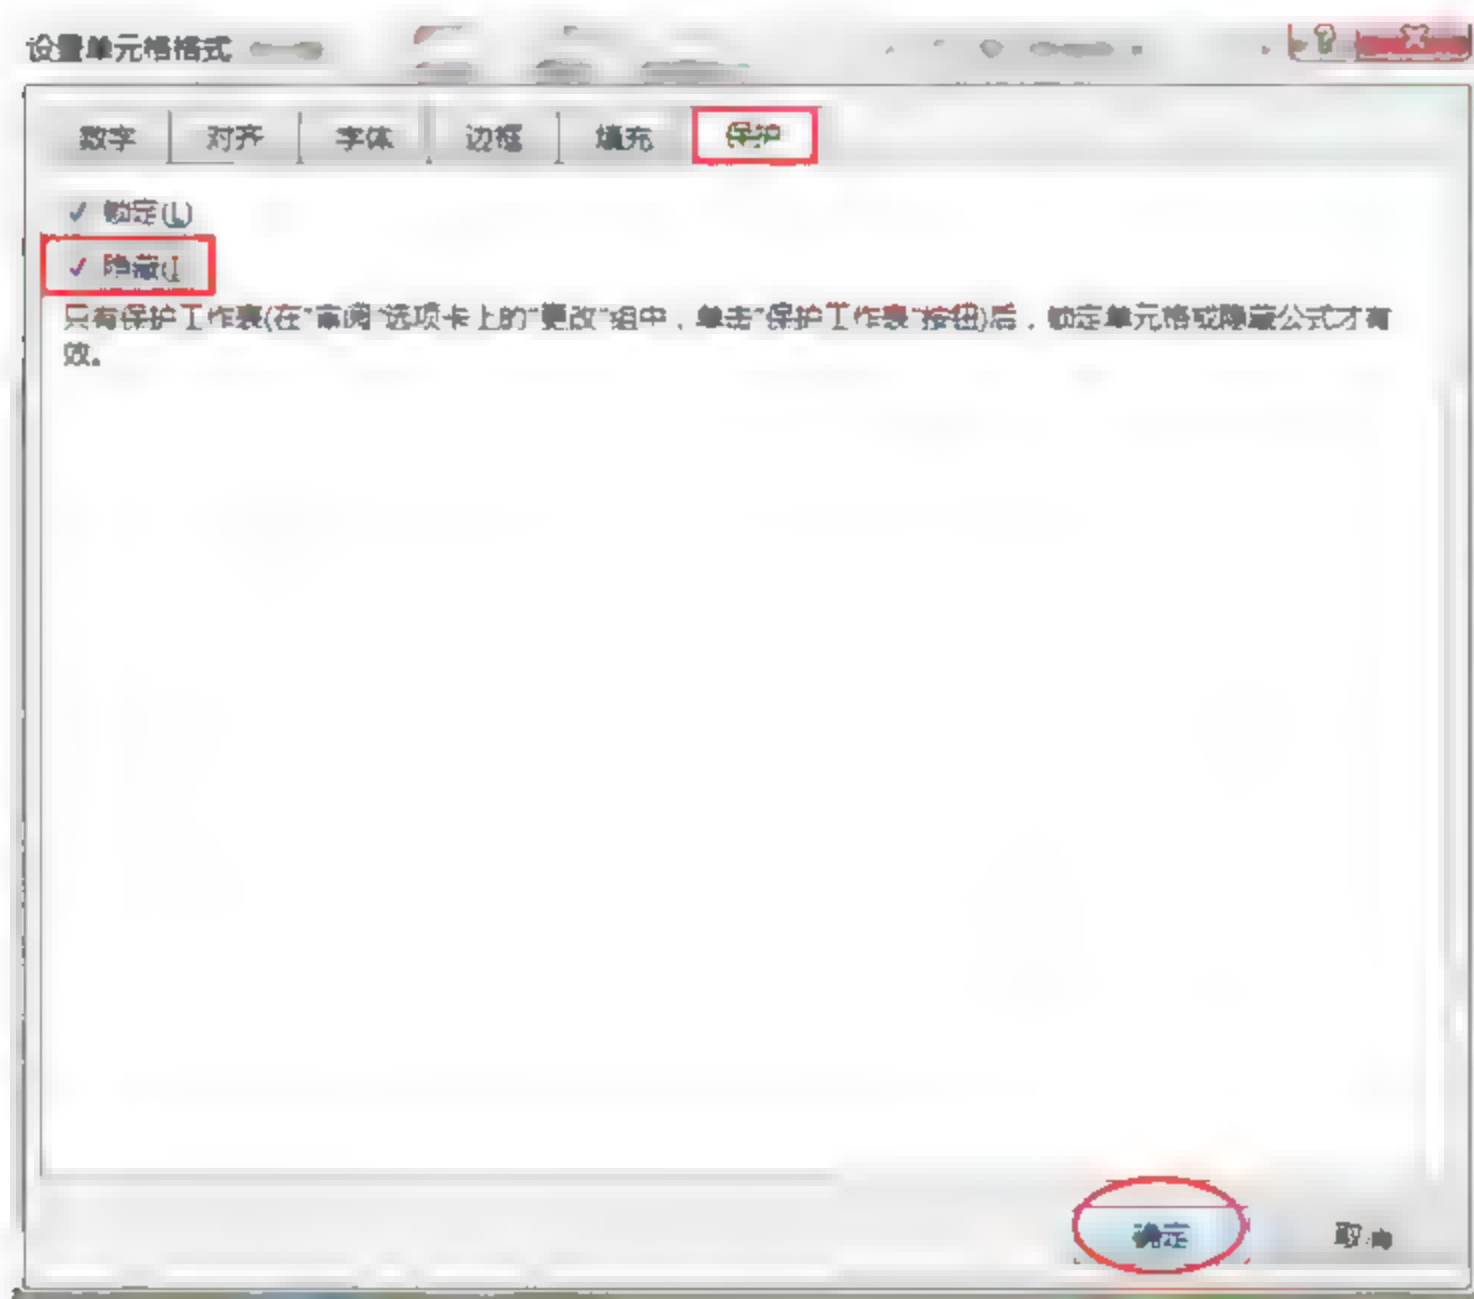 设置单元格格式
数字 对齐 字体 边框 填充 保护
锁定(L)
隐藏(I
只有保护工作表(在"审阅"选项卡上的"更改"组中，单击"保护工作表"按钮)后，锁定单元格或隐藏公式才有
效。
确定 取消